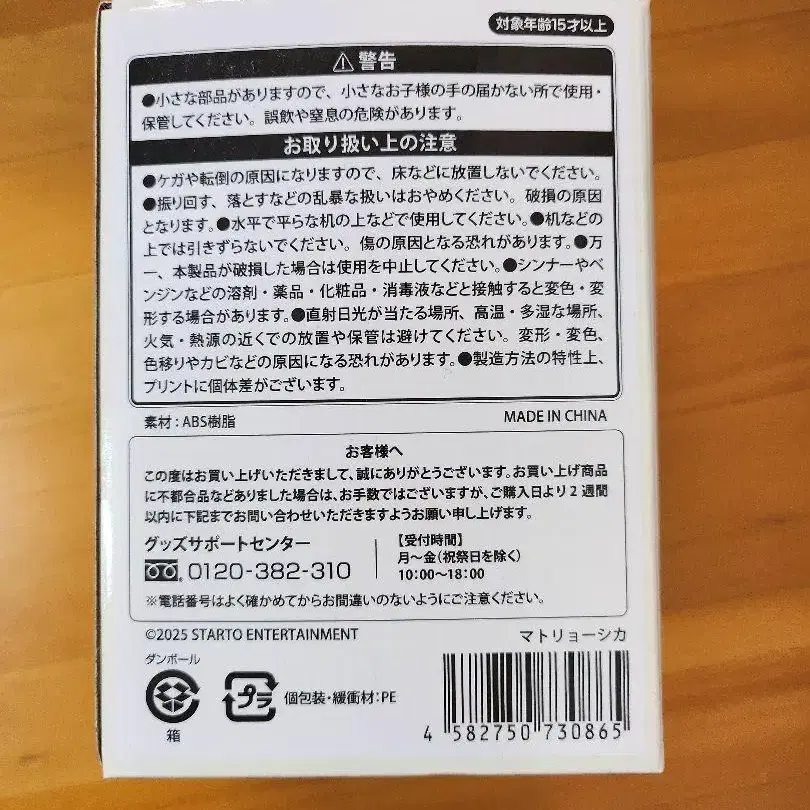 対象年齢15才以上
⚠警告
●小さな部品がありますので、小さなお子様の手の届かない所で使用・
保管してください。誤飲や窒息の危険があります。
お取り扱い上の注意
●ケガや転倒の原因になりますので、床などに放置しないでください。
●振り回す、落とすなどの乱暴な扱いはおやめください。破損の原因
となります。●水平で平らな机の上などで使用してください。●机などの
上では引きずらないでください。傷の原因となる恐れがあります。●万
一、本製品が破損した場合は使用を中止してください。●シンナーやベ
ンジンなどの溶剤・薬品・化粧品・消毒液などと接触すると変色・変
形する場合があります。●直射日光が当たる場所、高温・多湿な場所、
火気・熱源の近くでの放置や保管は避けてください。変形・変色、
色移りやカビなどの原因になる恐れがあります。●製造方法の特性上、
プリントに個体差がございます。
素材:ABS樹脂 MADE IN CHINA
お客様へ
この度はお買い上げいただきまして、誠にありがとうございます。お買い上げ商品
に不都合品などありました場合は、お手数ではございますが、ご購入日より2週間
以内に下記までお問い合わせいただきますようお願い申し上げます。
グッズサポートセンター
0120-382-310
【受付時間】
月〜金(祝祭日を除く)
10:00〜18:00
※電話番号はよく確かめてからお間違いのないようにご注意ください。
©2025 STARTO ENTERTAINMENT マトリョーシカ
ダンボール
箱
プラ
個包装・緩衝材:PE
4 582750 730865